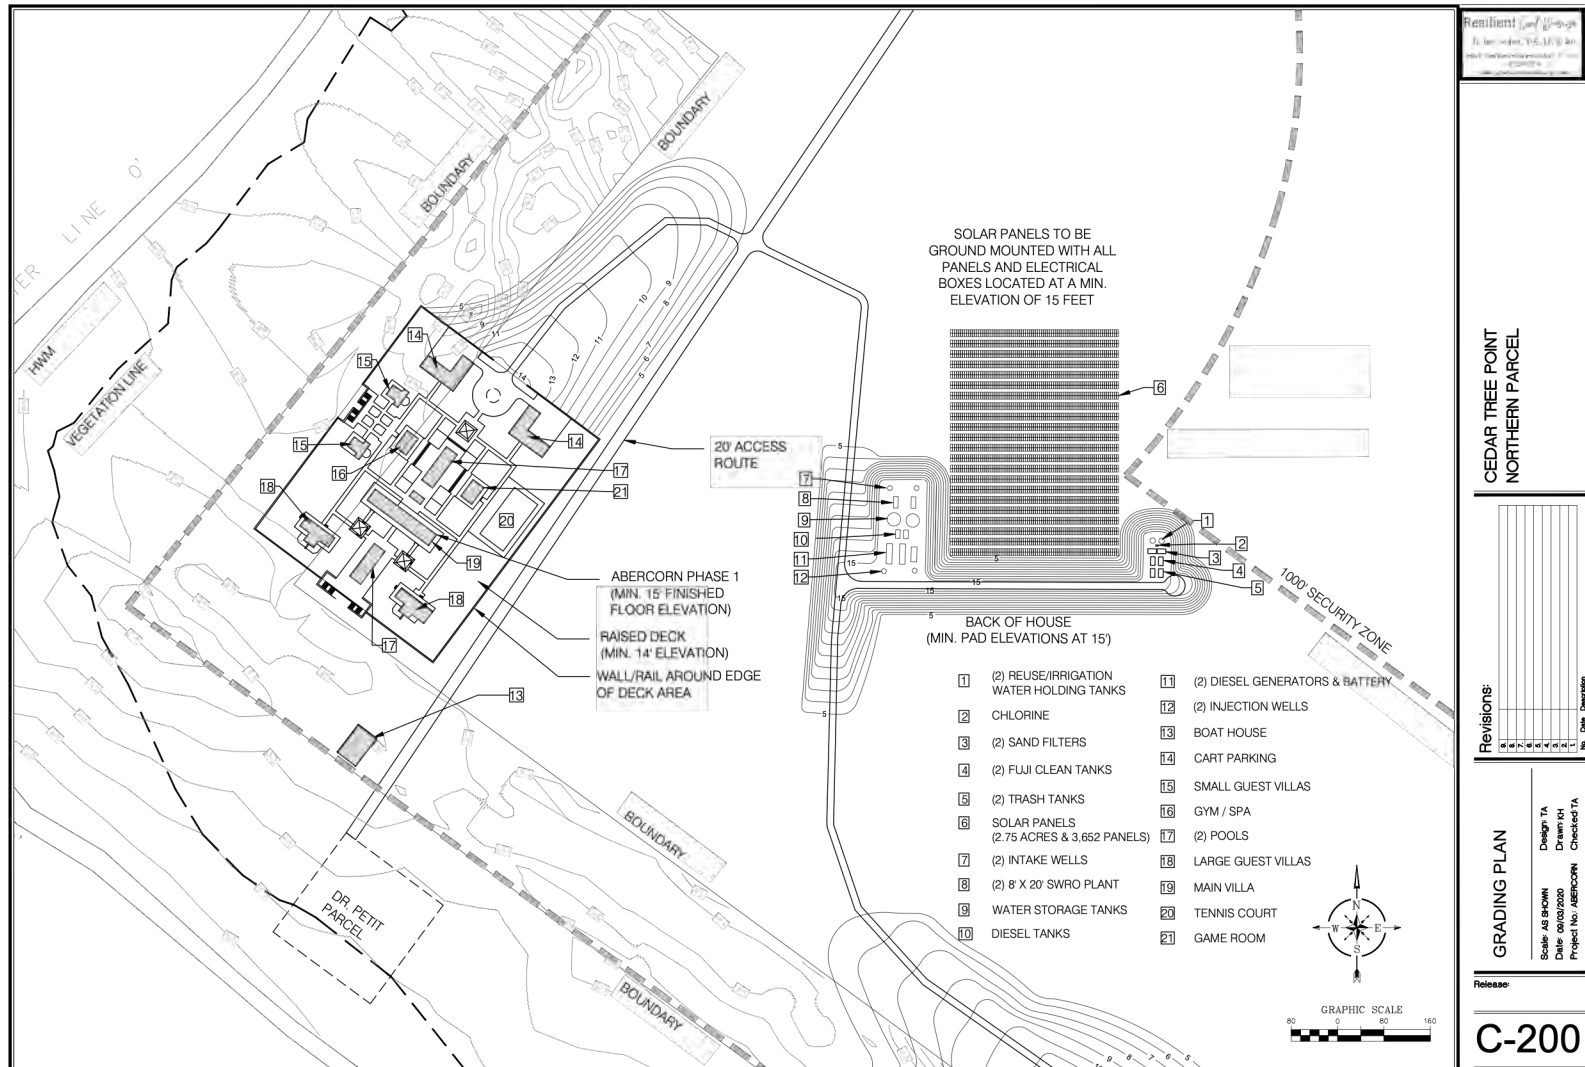 Resilient
LINE
O'
HWM
VEGETATION LINE
BOUNDARY
BOUNDARY
SOLAR PANELS TO BE
GROUND MOUNTED WITH ALL
PANELS AND ELECTRICAL
BOXES LOCATED AT A MIN.
ELEVATION OF 15 FEET
20' ACCESS
ROUTE
ABERCORN PHASE 1
(MIN. 15' FINISHED
FLOOR ELEVATION)
RAISED DECK
(MIN. 14' ELEVATION)
WALL/RAIL AROUND EDGE
OF DECK AREA
BACK OF HOUSE
(MIN. PAD ELEVATIONS AT 15')
1000' SECURITY ZONE
BOUNDARY
BOUNDARY
DR. PETIT
PARCEL
1 (2) REUSE/IRRIGATION
WATER HOLDING TANKS
2 CHLORINE
3 (2) SAND FILTERS
4 (2) FUJI CLEAN TANKS
5 (2) TRASH TANKS
6 SOLAR PANELS
(2.75 ACRES & 3,652 PANELS)
7 (2) INTAKE WELLS
8 (2) 8' X 20' SWRO PLANT
9 WATER STORAGE TANKS
10 DIESEL TANKS
11 (2) DIESEL GENERATORS & BATTERY
12 (2) INJECTION WELLS
13 BOAT HOUSE
14 CART PARKING
15 SMALL GUEST VILLAS
16 GYM / SPA
17 (2) POOLS
18 LARGE GUEST VILLAS
19 MAIN VILLA
20 TENNIS COURT
21 GAME ROOM
N
W E
S
GRAPHIC SCALE
80 0 80 160
CEDAR TREE POINT
NORTHERN PARCEL
Revisions:
No. Date Description
GRADING PLAN
Scale: AS SHOWN Design: TA
Date: 09/03/2020 Drawn: KH
Project No.: ABERCORN Checked: TA
Release:
C-200